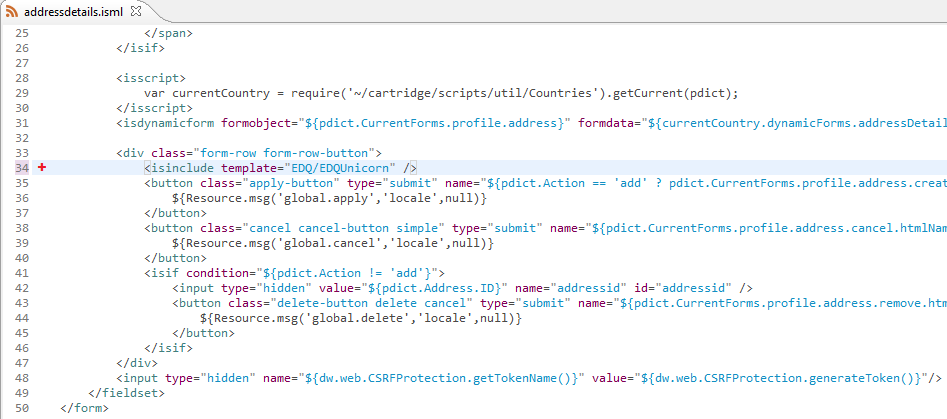 addressdetails.isml
25 </span>
26 </isif>
27
28 <isscript>
29 var currentCountry = require('~/cartridge/scripts/util/Countries').getCurrent(pdict);
30 </isscript>
31 <isdynamicform formobject="${pdict.CurrentForms.profile.address}" formdata="${currentCountry.dynamicForms.addressDetail
32
33 <div class="form-row form-row-button">
34 <isinclude template="EDQ/EDQUnicorn" />
35 <button class="apply-button" type="submit" name="${pdict.Action == 'add' ? pdict.CurrentForms.profile.address.creat
36 ${Resource.msg('global.apply','locale',null)}
37 </button>
38 <button class="cancel cancel-button simple" type="submit" name="${pdict.CurrentForms.profile.address.cancel.htmlNam
39 ${Resource.msg('global.cancel','locale',null)}
40 </button>
41 <isif condition="${pdict.Action != 'add'}">
42 <input type="hidden" value="${pdict.Address.ID}" name="addressid" id="addressid" />
43 <button class="delete-button delete cancel" type="submit" name="${pdict.CurrentForms.profile.address.remove.htm
44 ${Resource.msg('global.delete','locale',null)}
45 </button>
46 </isif>
47 </div>
48 <input type="hidden" name="${dw.web.CSRFProtection.getTokenName()}" value="${dw.web.CSRFProtection.generateToken()}"/>
49 </fieldset>
50 </form>